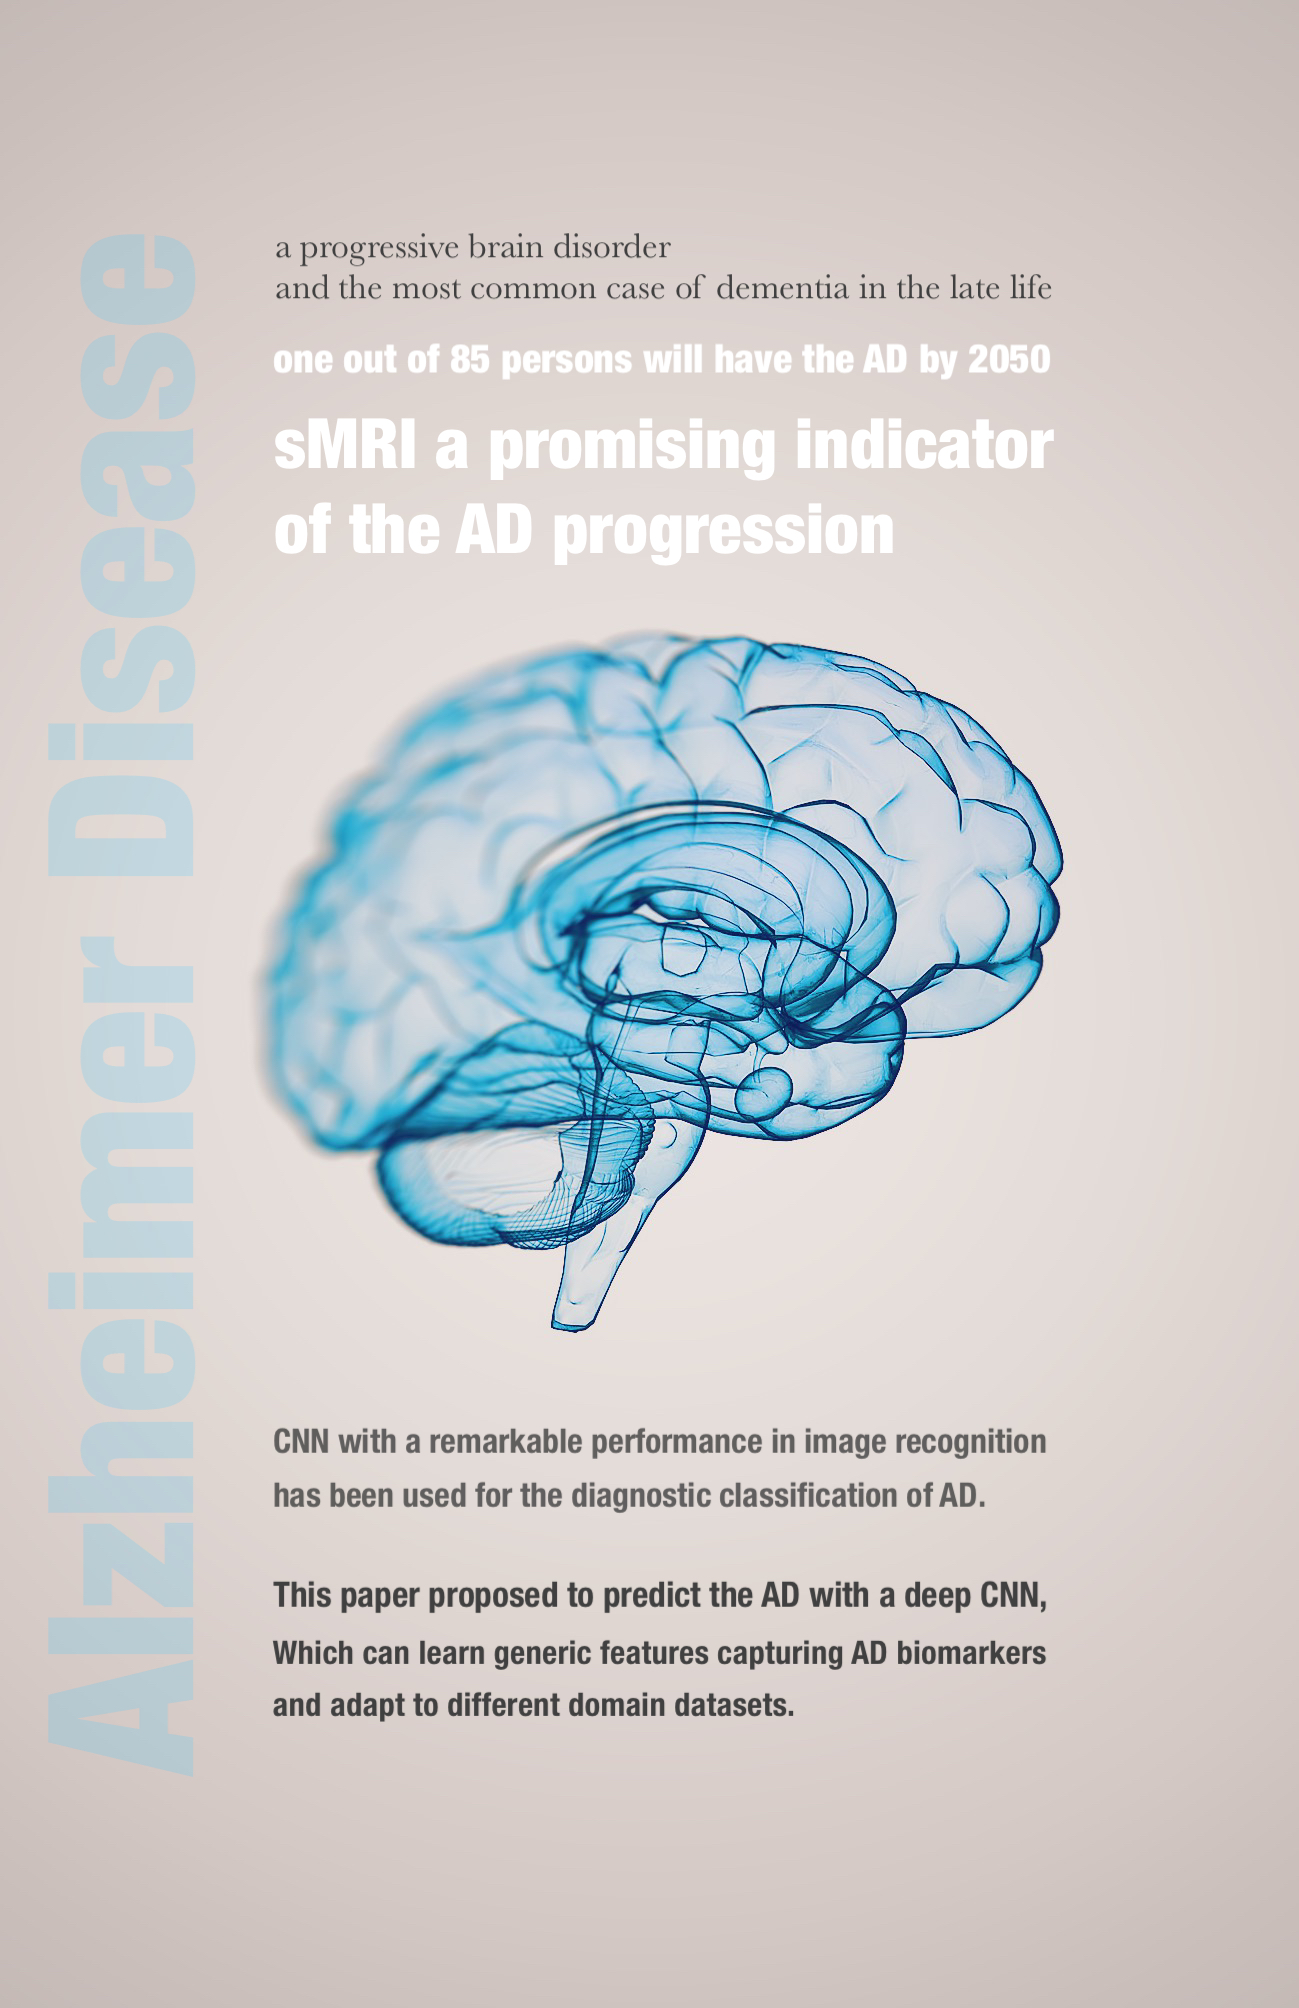 Alzheimer Disease
a progressive brain disorder
and the most common case of dementia in the late life
one out of 85 persons will have the AD by 2050
sMRI a promising indicator
of the AD progression
CNN with a remarkable performance in image recognition
has been used for the diagnostic classification of AD.
This paper proposed to predict the AD with a deep CNN,
Which can learn generic features capturing AD biomarkers
and adapt to different domain datasets.